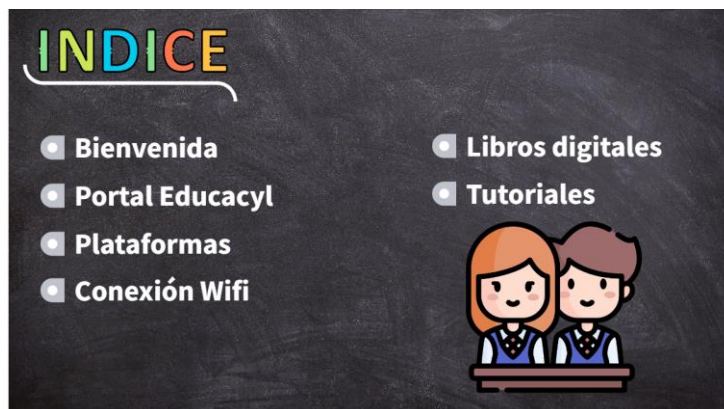 INDICE
Bienvenida
Portal Educacyl
Plataformas
Conexión Wifi
Libros digitales
Tutoriales